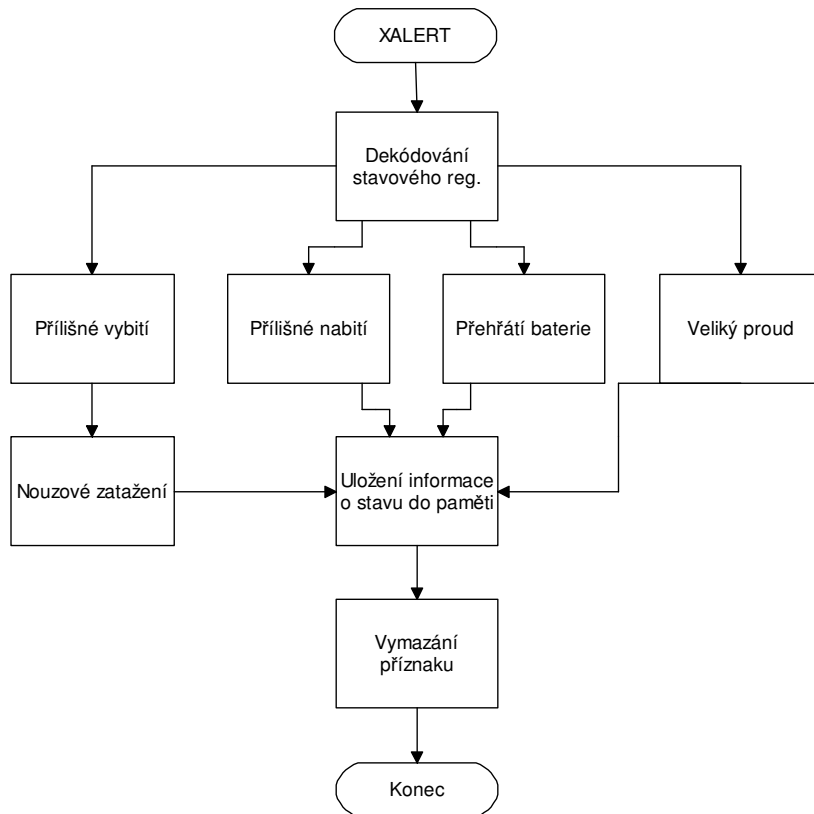 XALERT
Dekódování
stavového reg.
Přílišné vybití
Přílišné nabití
Přehřátí baterie
Veliký proud
Nouzové zatažení
Uložení informace
o stavu do paměti
Vymazání
příznaku
Konec